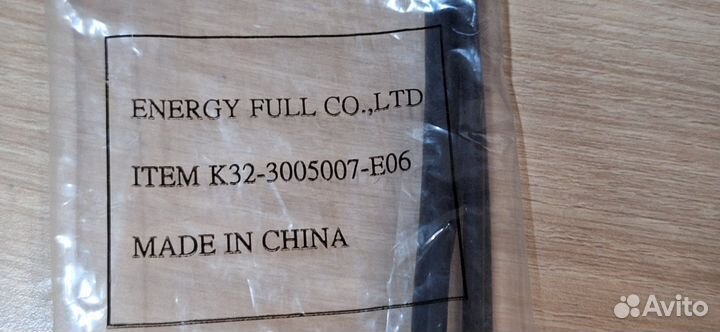 ENERGY FULL CO.,LTD
ITEM K32-3005007-E06
MADE IN CHINA
Avito